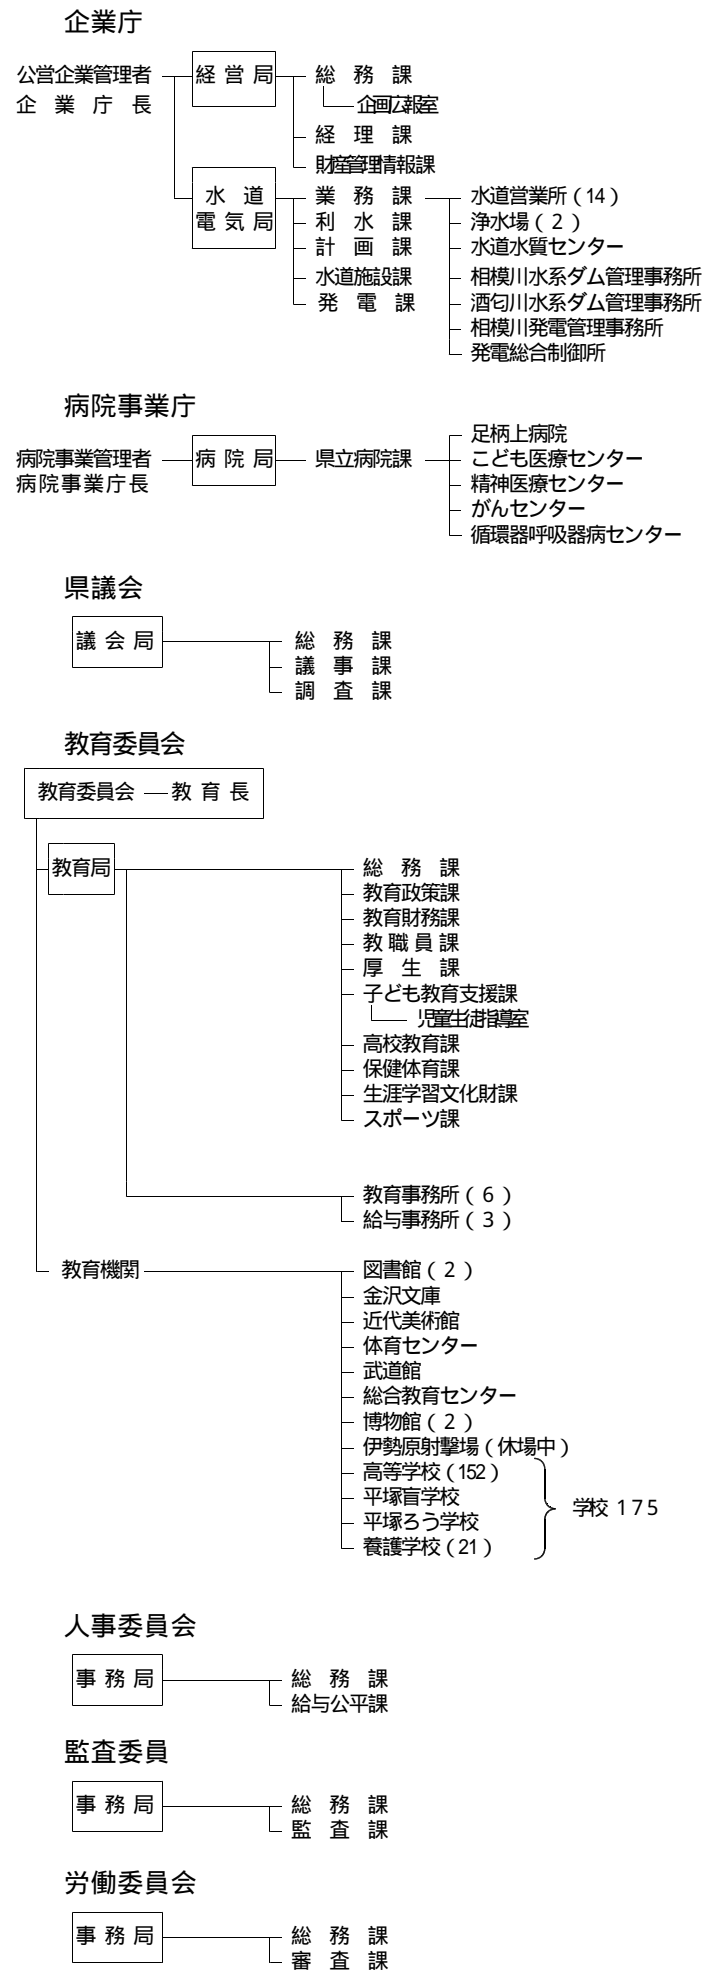 企業庁
公営企業管理者 経営局 総務課
企業庁長 企画広報室
経理課
財産管理情報課
水道 業務課 水道営業所(14)
電気局 利水課 浄水場(2)
計画課 水道水質センター
水道施設課 相模川水系ダム管理事務所
発電課 酒匂川水系ダム管理事務所
相模川発電管理事務所
発電総合制御所
病院事業庁
足柄上病院
病院事業管理者 病院局 県立病院課 こども医療センター
病院事業庁長 精神医療センター
がんセンター
循環器呼吸器病センター
県議会
議会局 総務課
議事課
調査課
教育委員会
教育委員会 教育長
教育局 総務課
教育政策課
教育財務課
教職員課
厚生課
子ども教育支援課
児童生徒指導室
高校教育課
保健体育課
生涯学習文化財課
スポーツ課
教育事務所(6)
給与事務所(3)
教育機関 図書館(2)
金沢文庫
近代美術館
体育センター
武道館
総合教育センター
博物館(2)
伊勢原射撃場(休場中)
高等学校(152)
平塚盲学校 学校 175
平塚ろう学校
養護学校(21)
人事委員会
事務局 総務課
給与公平課
監査委員
事務局 総務課
監査課
労働委員会
事務局 総務課
審査課